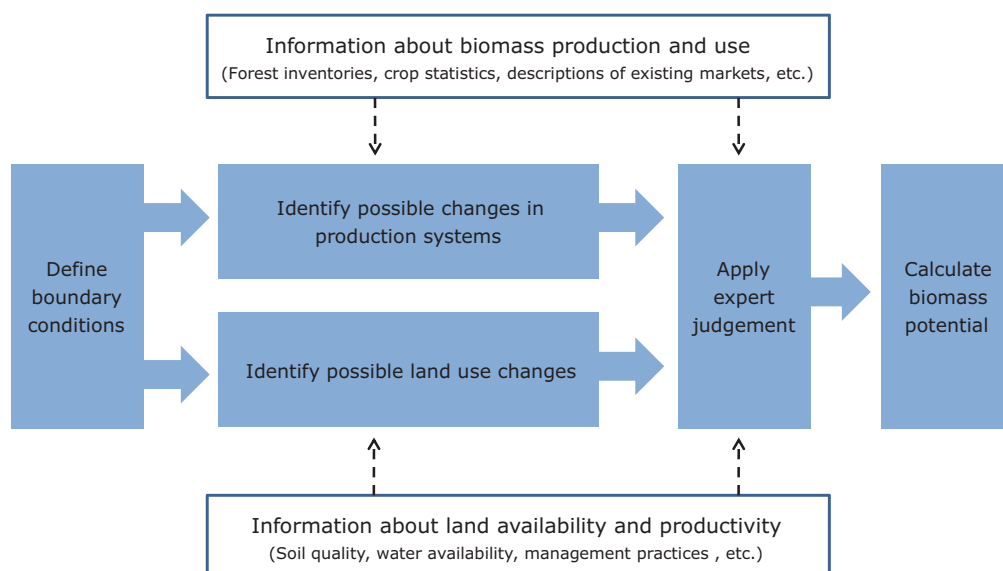 Information about biomass production and use
(Forest inventories, crop statistics, descriptions of existing markets, etc.)
Define
boundary
conditions
Identify possible changes in
production systems
Identify possible land use changes
Apply
expert
judgement
Calculate
biomass
potential
Information about land availability and productivity
(Soil quality, water availability, management practices , etc.)